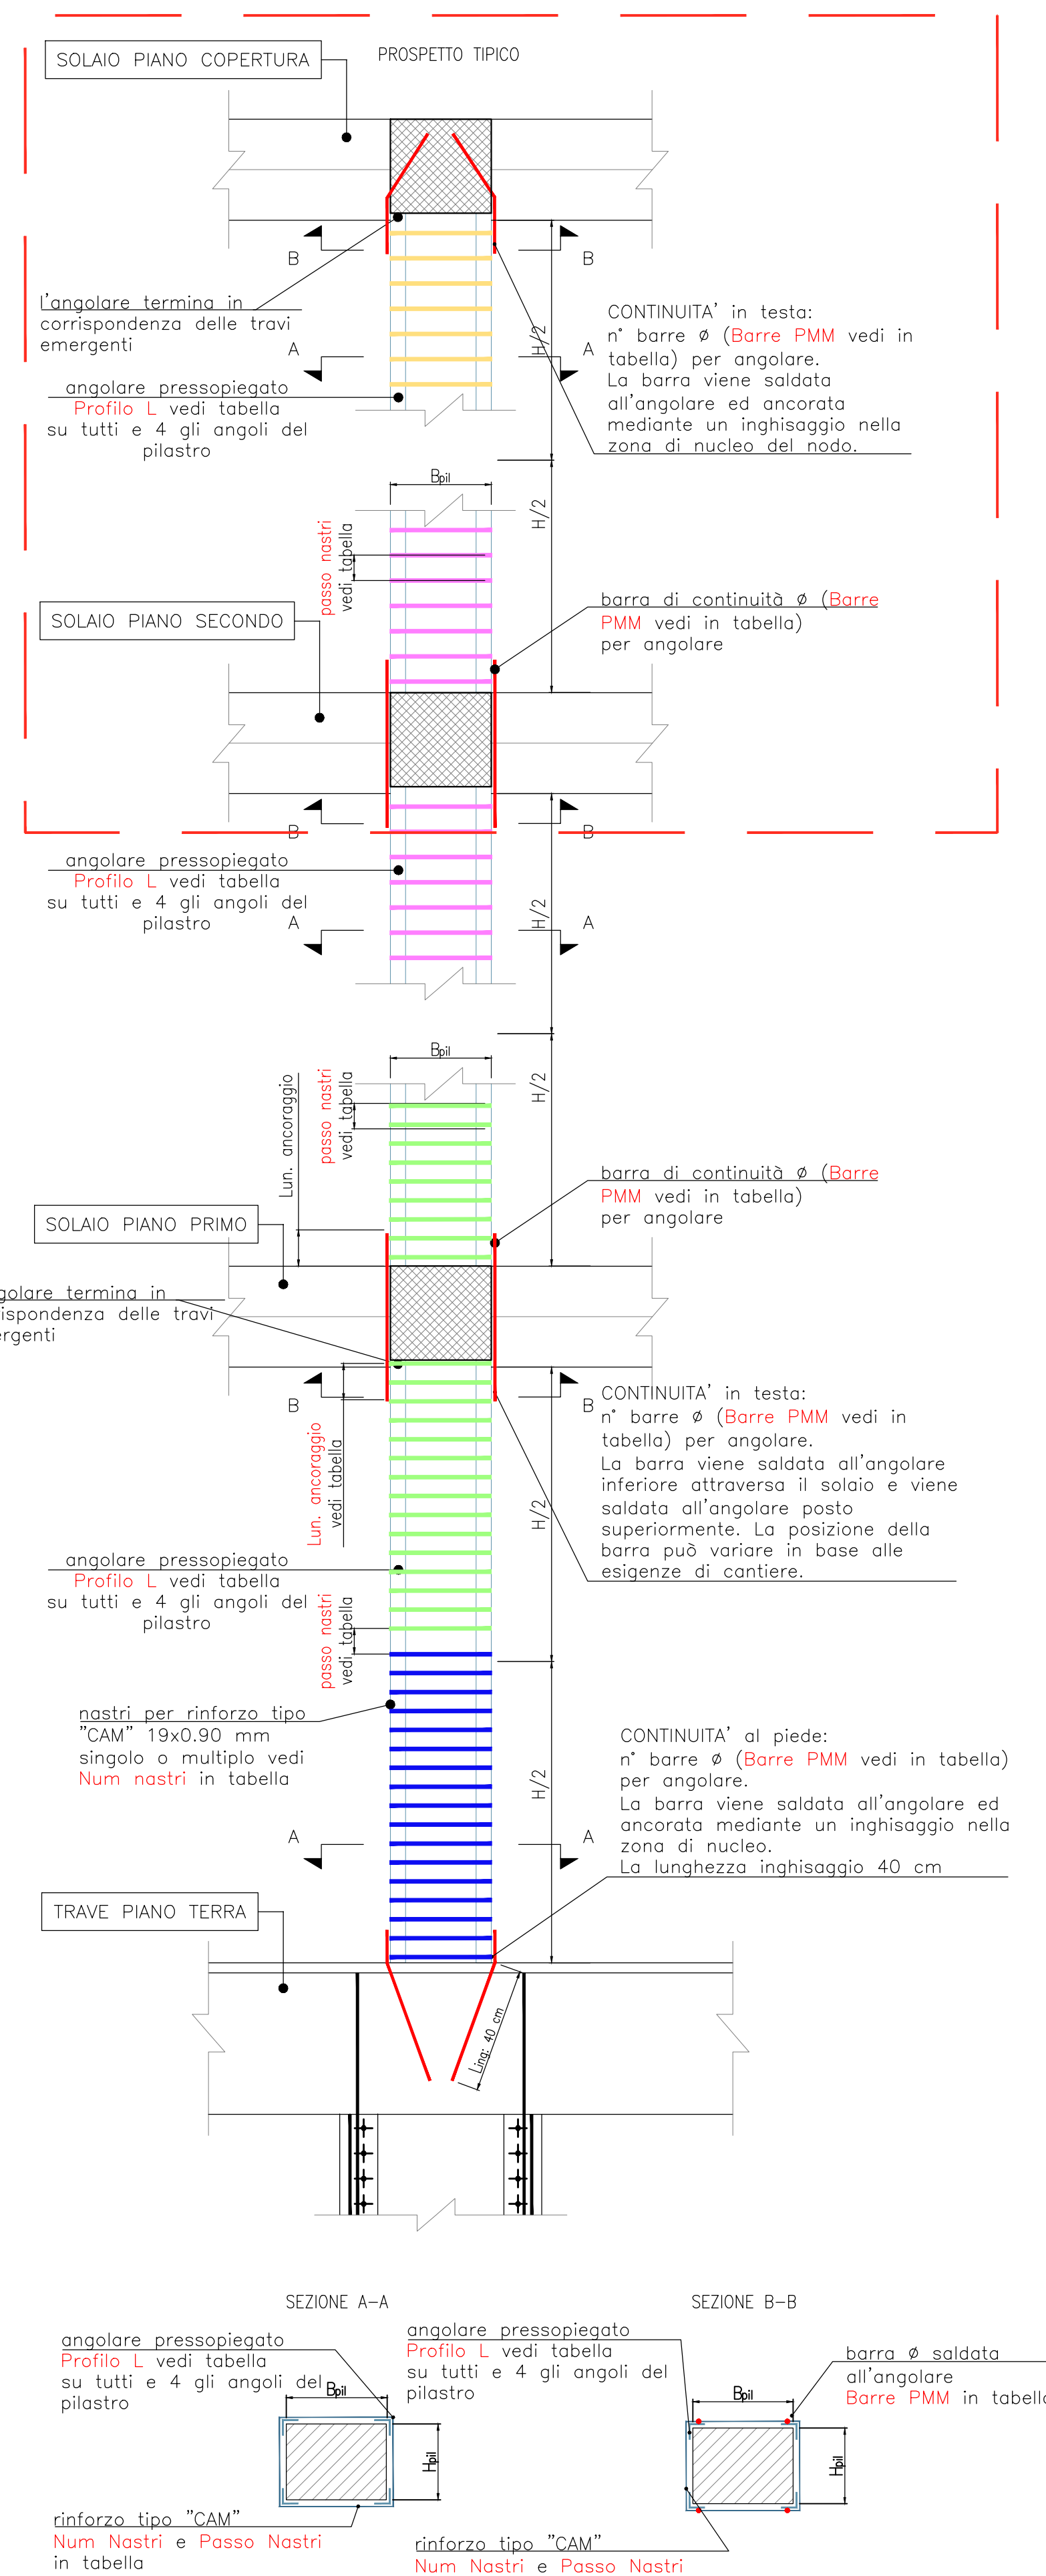 SOLAIO PIANO COPERTURA
PROSPETTO TIPICO
B
B
l'angolare termina in
corrispondenza delle travi
emergenti
A
A
H/2
CONTINUITA' in testa:
n° barre ø (Barre PMM vedi in
tabella) per angolare.
La barra viene saldata
all'angolare ed ancorata
mediante un inghisaggio nella
zona di nucleo del nodo.
angolare pressopiegato
Profilo L vedi tabella
su tutti e 4 gli angoli del
pilastro
Bpil
H/2
passo nastri
vedi tabella
SOLAIO PIANO SECONDO
barra di continuità ø (Barre
PMM vedi in tabella)
per angolare
B
B
angolare pressopiegato
Profilo L vedi tabella
su tutti e 4 gli angoli del
pilastro
A
A
H/2
Bpil
H/2
Lun. ancoraggio
passo nastri
vedi tabella
SOLAIO PIANO PRIMO
barra di continuità ø (Barre
PMM vedi in tabella)
per angolare
golare termina in
rispondenza delle travi
ergenti
B
B
Lun. ancoraggio
vedi tabella
H/2
CONTINUITA' in testa:
n° barre ø (Barre PMM vedi in
tabella) per angolare.
La barra viene saldata all'angolare
inferiore attraversa il solaio e viene
saldata all'angolare posto
superiormente. La posizione della
barra può variare in base alle
esigenze di cantiere.
angolare pressopiegato
Profilo L vedi tabella
su tutti e 4 gli angoli del
pilastro
passo nastri
vedi tabella
nastri per rinforzo tipo
"CAM" 19x0.90 mm
singolo o multiplo vedi
Num nastri in tabella
H/2
CONTINUITA' al piede:
n° barre ø (Barre PMM vedi in tabella)
per angolare.
La barra viene saldata all'angolare ed
ancorata mediante un inghisaggio nella
zona di nucleo.
La lunghezza inghisaggio 40 cm
A
A
TRAVE PIANO TERRA
Ling: 40 cm
SEZIONE A-A
angolare pressopiegato
Profilo L vedi tabella
su tutti e 4 gli angoli del
pilastro
Bpil
Hpil
rinforzo tipo "CAM"
Num Nastri e Passo Nastri
in tabella
SEZIONE B-B
angolare pressopiegato
Profilo L vedi tabella
su tutti e 4 gli angoli del
pilastro
barra ø saldata
all'angolare
Barre PMM in tabell
Bpil
Hpil
rinforzo tipo "CAM"
Num Nastri e Passo Nastri